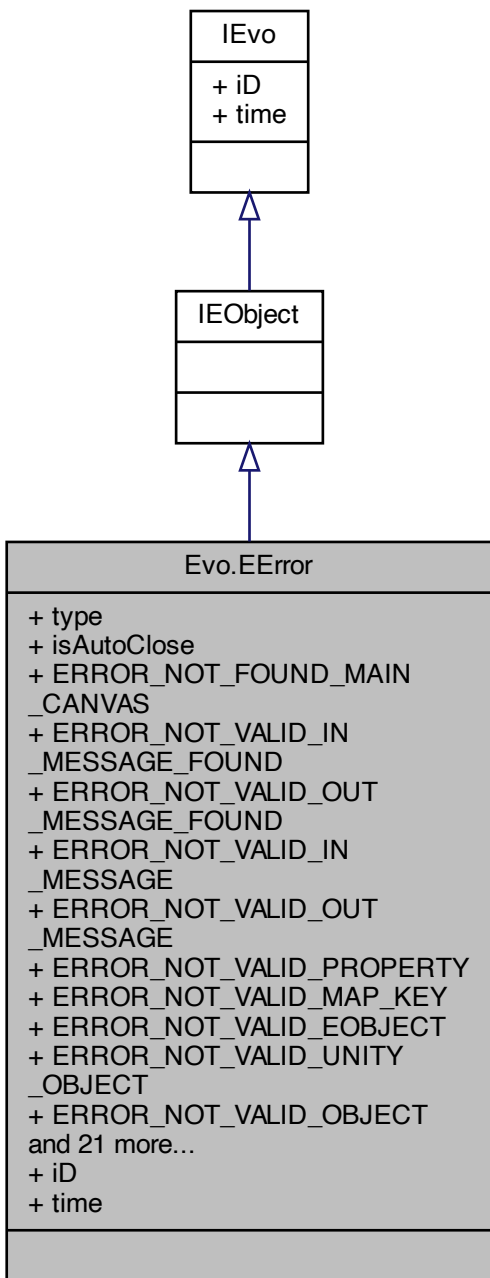 IEvo
+ iD
+ time
IEObject
Evo.EError
+ type
+ isAutoClose
+ ERROR_NOT_FOUND_MAIN
_CANVAS
+ ERROR_NOT_VALID_IN
_MESSAGE_FOUND
+ ERROR_NOT_VALID_OUT
_MESSAGE_FOUND
+ ERROR_NOT_VALID_IN
_MESSAGE
+ ERROR_NOT_VALID_OUT
_MESSAGE
+ ERROR_NOT_VALID_PROPERTY
+ ERROR_NOT_VALID_MAP_KEY
+ ERROR_NOT_VALID_EOBJECT
+ ERROR_NOT_VALID_UNITY
_OBJECT
+ ERROR_NOT_VALID_OBJECT
and 21 more...
+ iD
+ time